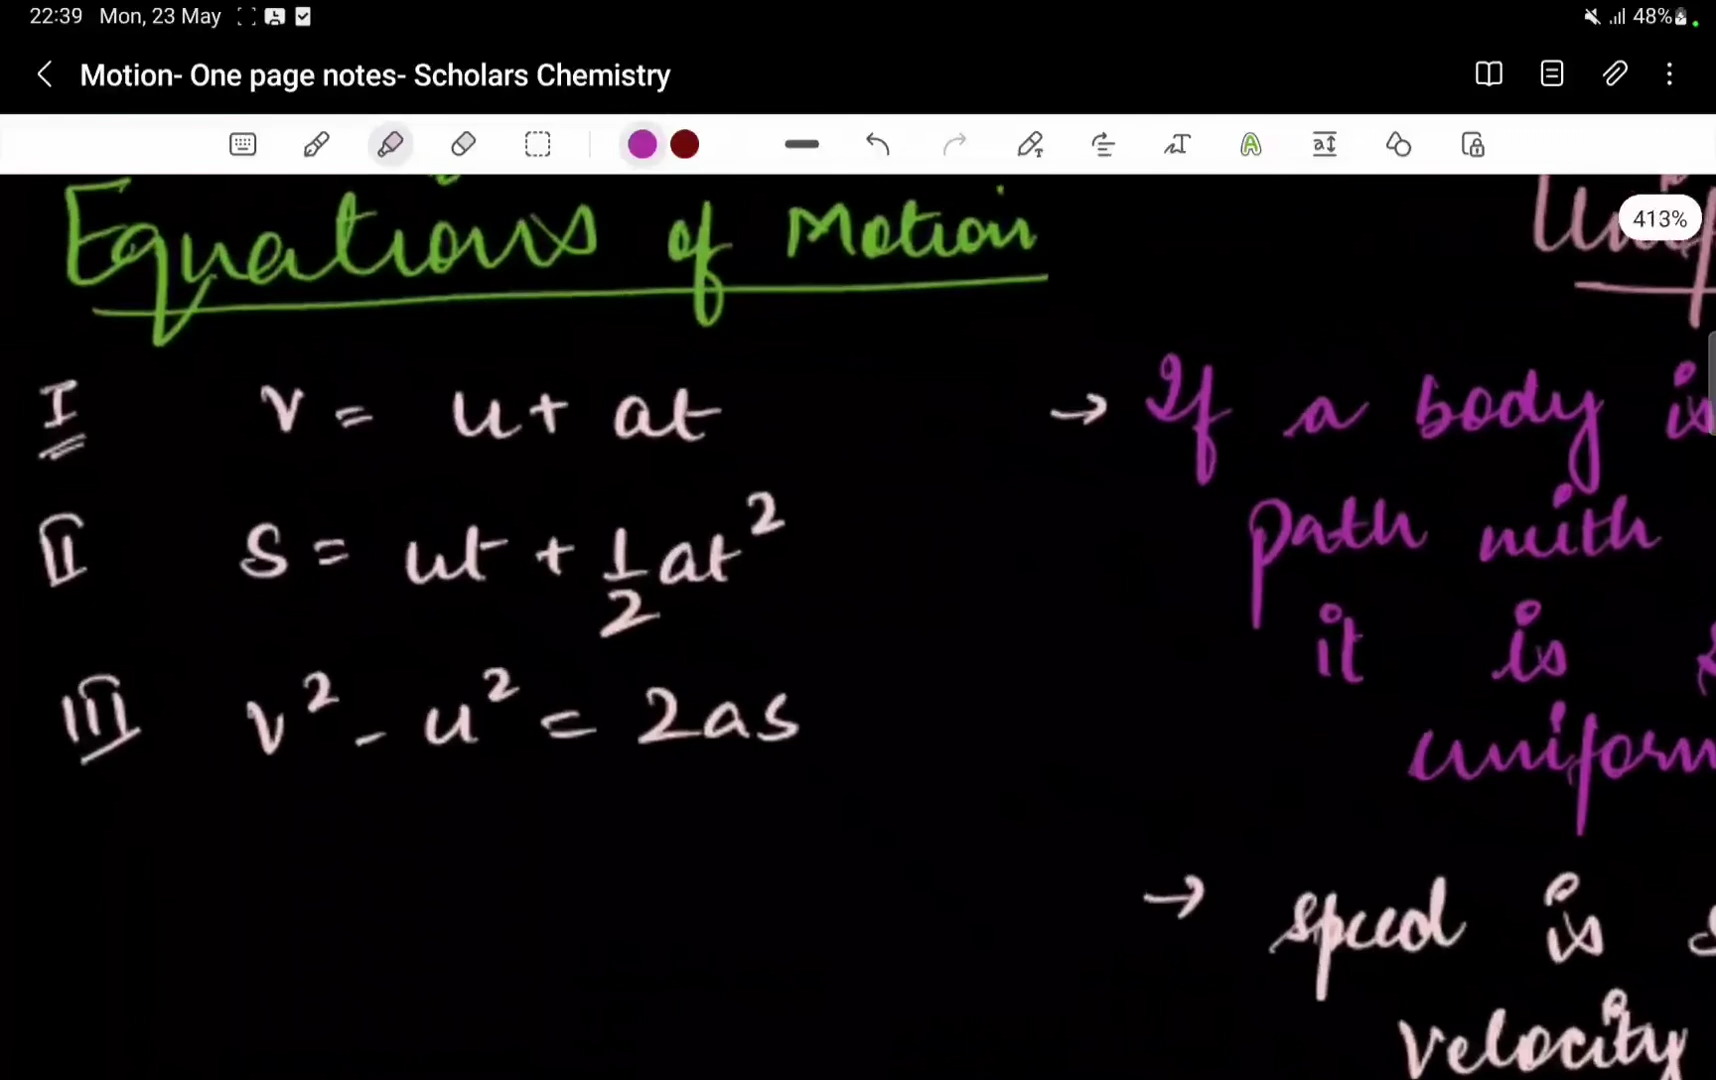 22:39 Mon, 23 May
48%
Motion- One page notes- Scholars Chemistry
413%
Equations of Motion
I v = u + at
II s = ut + 1/2 at²
III v² - u² = 2as
→ If a body is
path with
it is
uniform
→ speed is
velocity